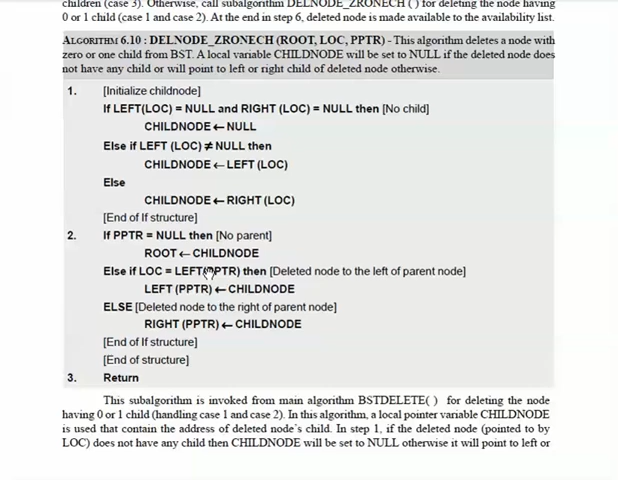 children (case 3). Otherwise, call subalgorithm DELNODE_ZRONECH ( ) for deleting the node having
0 or 1 child (case 1 and case 2). At the end in step 6, deleted node is made available to the availability list.
ALGORITHM 6.10 : DELNODE_ZRONECH (ROOT, LOC, PPTR) - This algorithm deletes a node with
zero or one child from BST. A local variable CHILDNODE will be set to NULL if the deleted node does
not have any child or will point to left or right child of deleted node otherwise.
1. [Initialize childnode]
If LEFT(LOC) = NULL and RIGHT (LOC) = NULL then [No child]
CHILDNODE ← NULL
Else if LEFT (LOC) ≠ NULL then
CHILDNODE ← LEFT (LOC)
Else
CHILDNODE ← RIGHT (LOC)
[End of If structure]
2. If PPTR = NULL then [No parent]
ROOT ← CHILDNODE
Else if LOC = LEFT(PPTR) then [Deleted node to the left of parent node]
LEFT (PPTR) ← CHILDNODE
ELSE [Deleted node to the right of parent node]
RIGHT (PPTR) ← CHILDNODE
[End of If structure]
[End of structure]
3. Return
This subalgorithm is invoked from main algorithm BSTDELETE( ) for deleting the node
having 0 or 1 child (handling case 1 and case 2). In this algorithm, a local pointer variable CHILDNODE
is used that contain the address of deleted node's child. In step 1, if the deleted node (pointed to by
LOC) does not have any child then CHILDNODE will be set to NULL otherwise it will point to left or